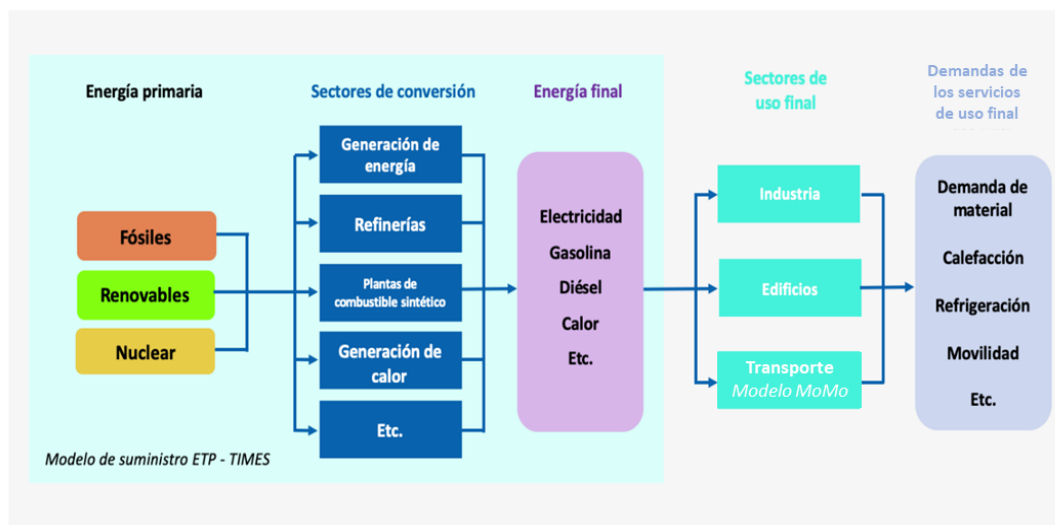 Energía primaria
Fósiles
Renovables
Nuclear
Modelo de suministro ETP - TIMES
Sectores de conversión
Generación de
energía
Refinerías
Plantas de
combustible sintético
Generación de
calor
Etc.
Energía final
Electricidad
Gasolina
Diésel
Calor
Etc.
Sectores de
uso final
Industria
Edificios
Transporte
Modelo MoMo
Demandas de
los servicios
de uso final
Demanda de
material
Calefacción
Refrigeración
Movilidad
Etc.